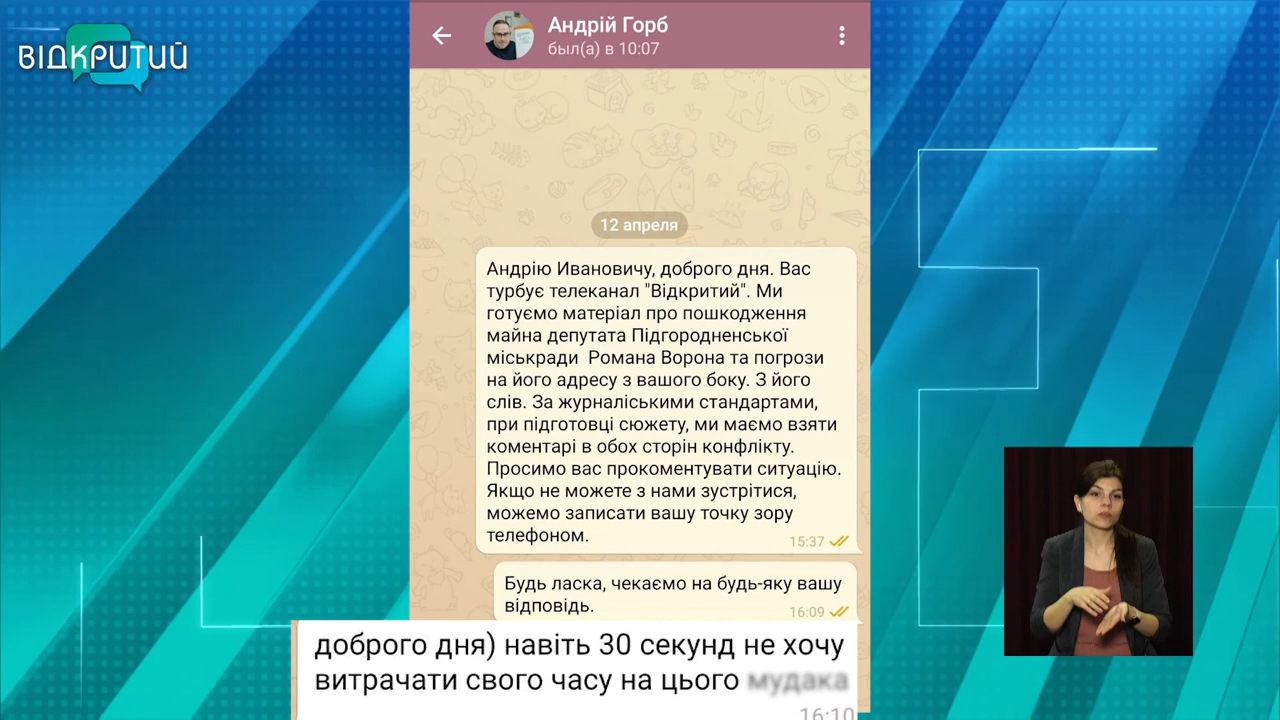 ВІДКРИТИЙ
Андрій Горб
был(а) в 10:07
12 апреля
Андрію Ивановичу, доброго дня. Вас
турбує телеканал "Відкритий". Ми
готуємо матеріал про пошкодження
майна депутата Підгородненської
міськради Романа Ворона та погрози
на його адресу з вашого боку. З його
слів. За журналіськими стандартами,
при підготовці сюжету, ми маємо взяти
коментарі в обох сторін конфлікту.
Просимо вас прокоментувати ситуацію.
Якщо не можете з нами зустрітися,
можемо записати вашу точку зору
телефоном.
15:37
Будь ласка, чекаємо на будь-яку вашу
відповідь.
16:09
доброго дня) навіть 30 секунд не хочу
витрачати свого часу на цього мудака
16:10